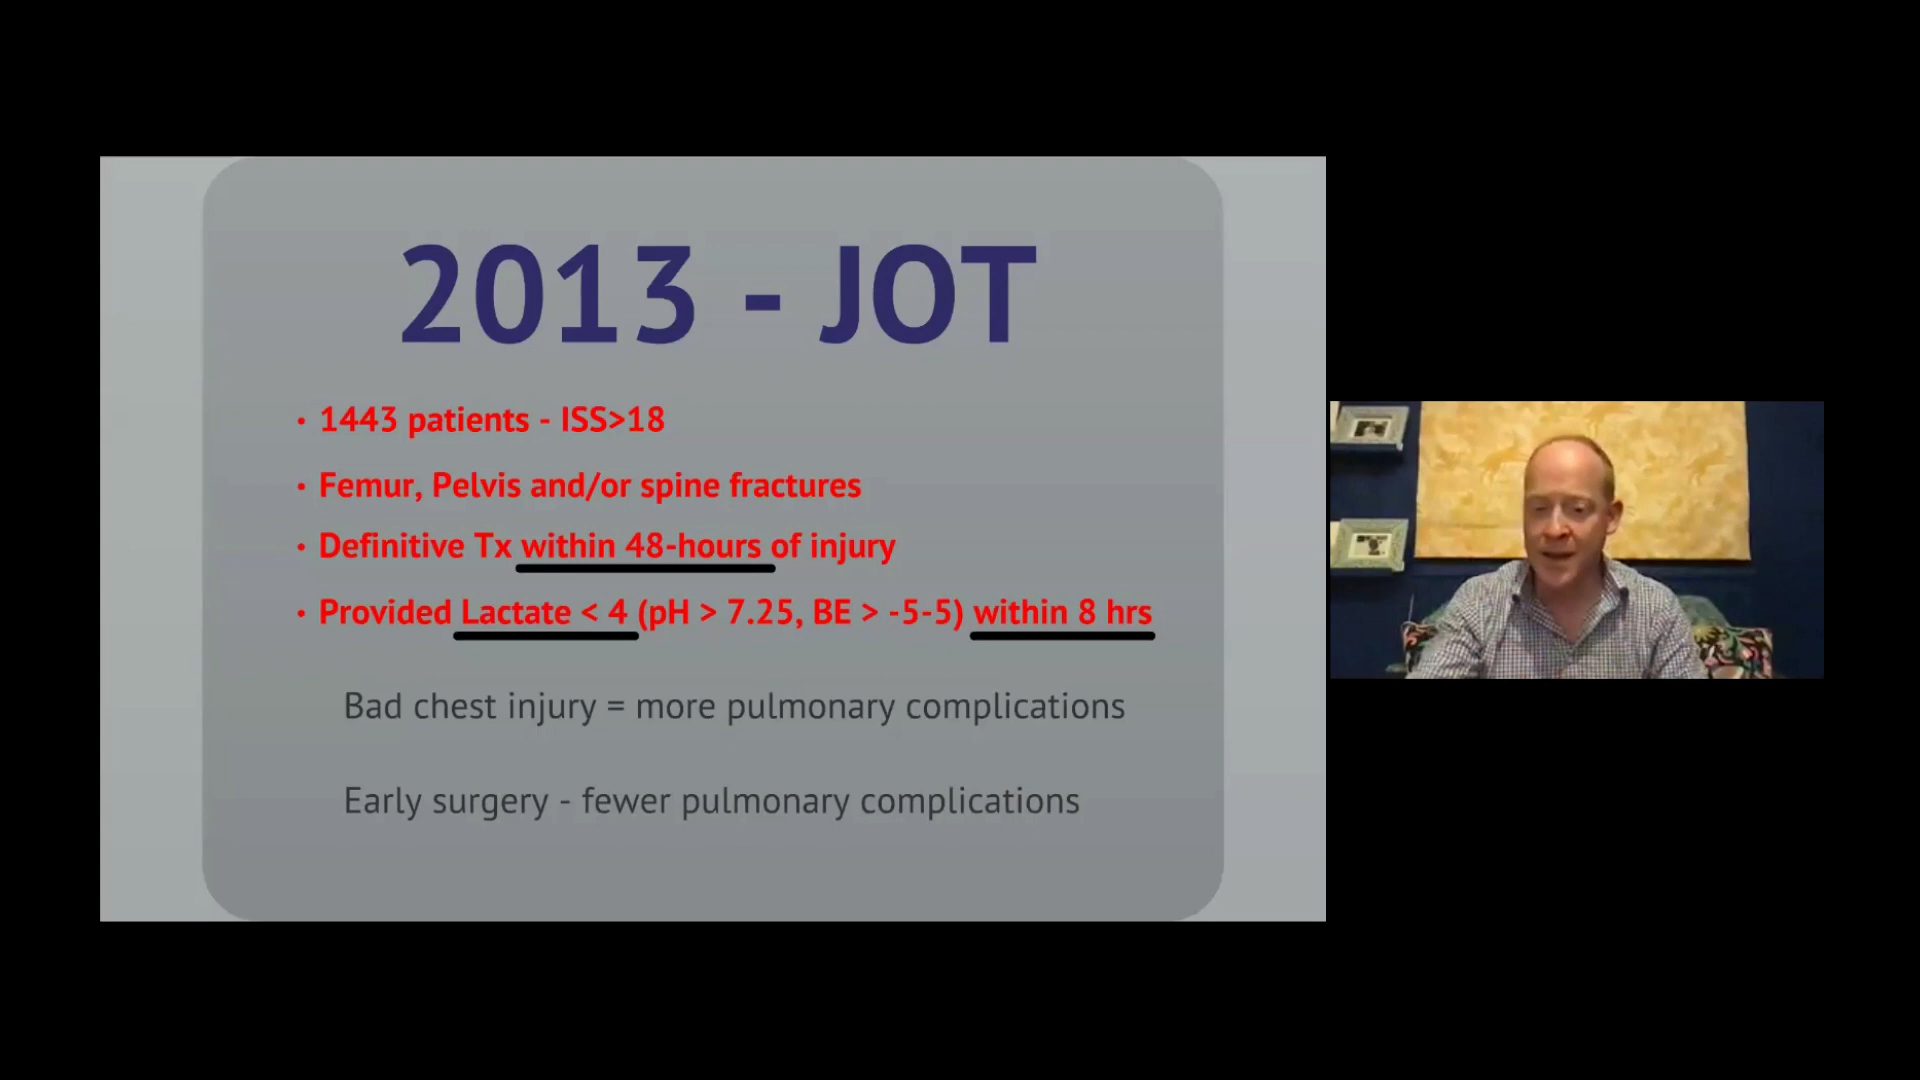 2013 - JOT
• 1443 patients - ISS>18
• Femur, Pelvis and/or spine fractures
• Definitive Tx within 48-hours of injury
• Provided Lactate < 4 (pH > 7.25, BE > -5-5) within 8 hrs
Bad chest injury = more pulmonary complications
Early surgery - fewer pulmonary complications